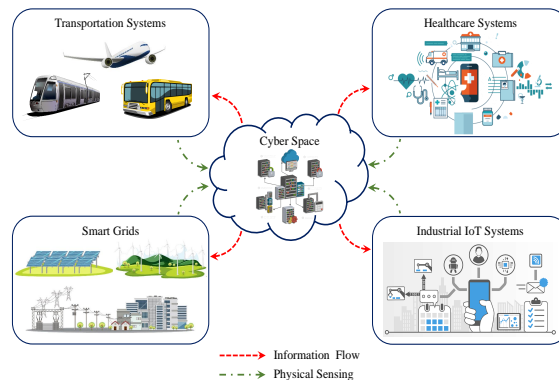 Transportation Systems
Healthcare Systems
Cyber Space
Smart Grids
Industrial IoT Systems
Information Flow
Physical Sensing